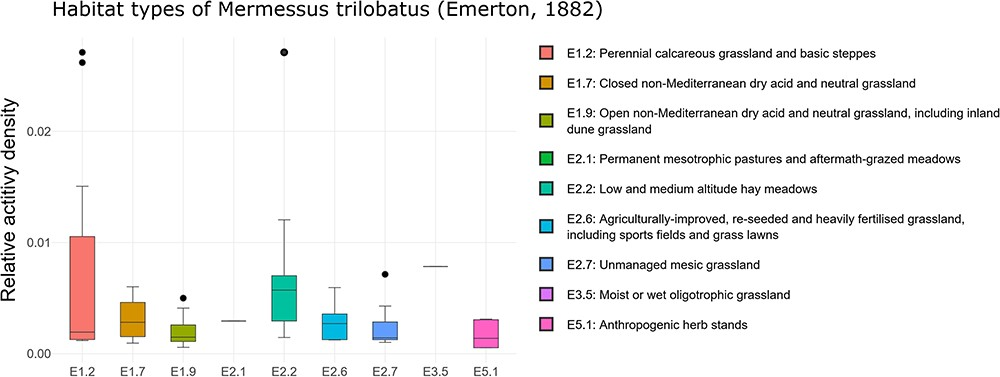 Habitat types of Mermessus trilobatus (Emerton, 1882)
Relative actitivy density
0.02
0.01
0.00
E1.2 E1.7 E1.9 E2.1 E2.2 E2.6 E2.7 E3.5 E5.1
E1.2: Perennial calcareous grassland and basic steppes
E1.7: Closed non-Mediterranean dry acid and neutral grassland
E1.9: Open non-Mediterranean dry acid and neutral grassland, including inland
dune grassland
E2.1: Permanent mesotrophic pastures and aftermath-grazed meadows
E2.2: Low and medium altitude hay meadows
E2.6: Agriculturally-improved, re-seeded and heavily fertilised grassland,
including sports fields and grass lawns
E2.7: Unmanaged mesic grassland
E3.5: Moist or wet oligotrophic grassland
E5.1: Anthropogenic herb stands